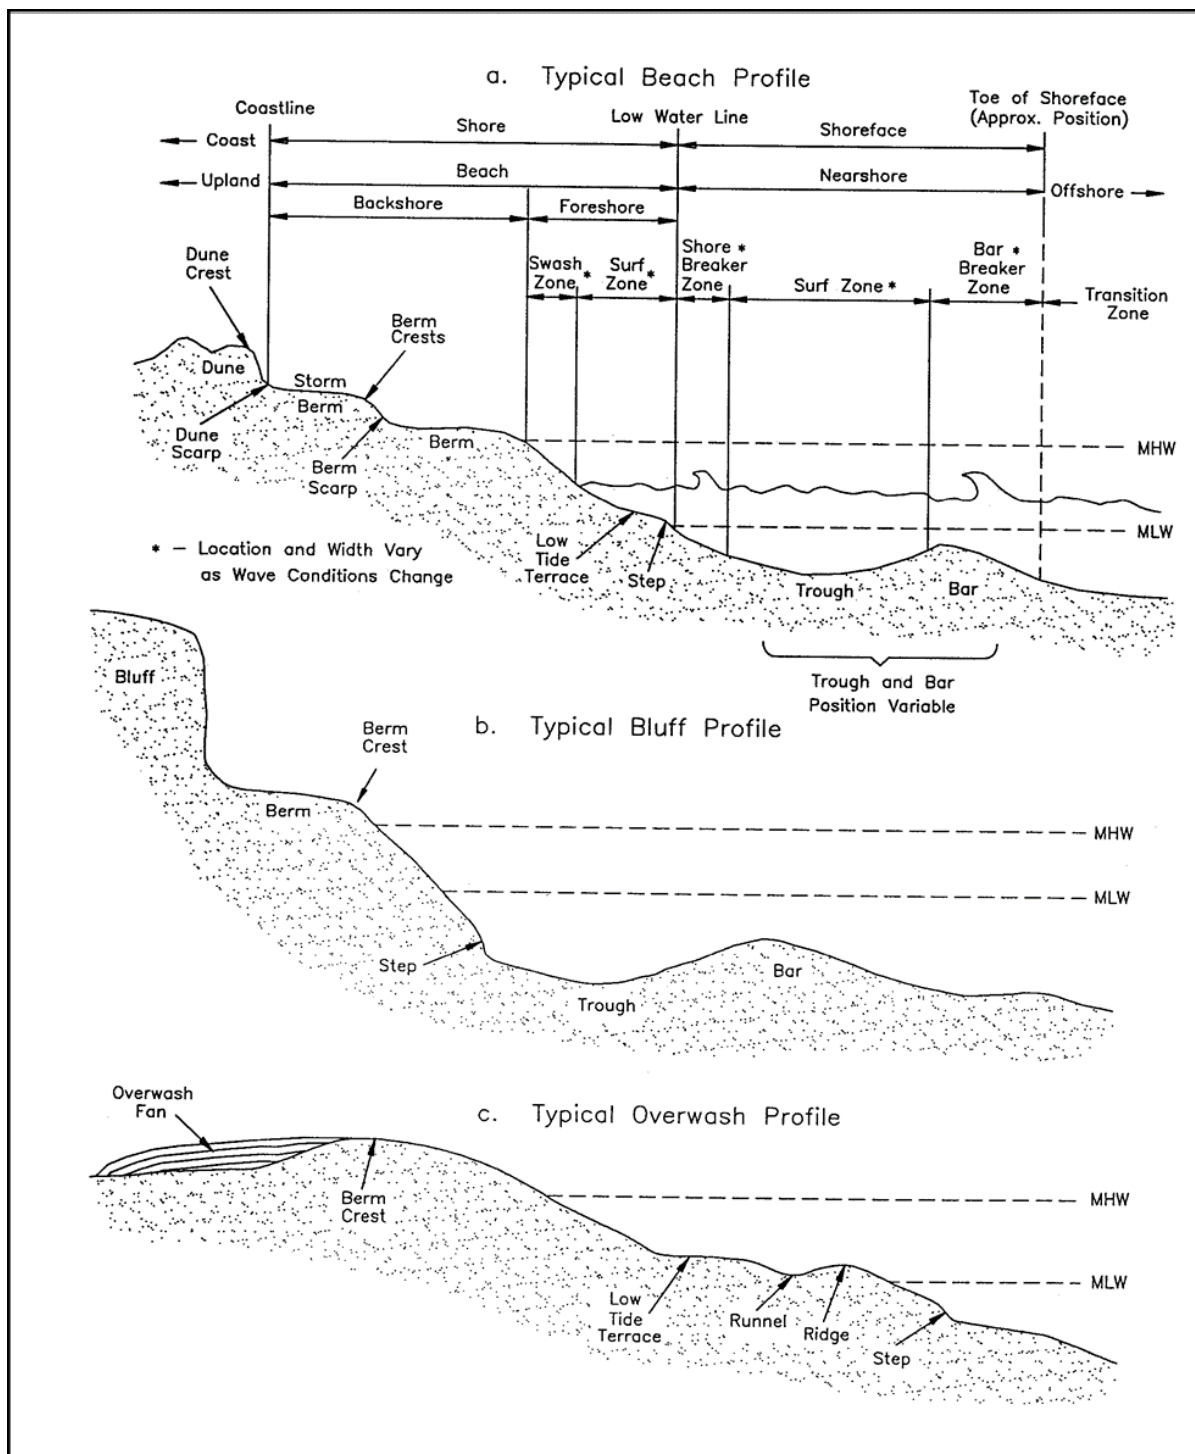 a. Typical Beach Profile
Coastline
Low Water Line
Toe of Shoreface
(Approx. Position)
Coast
Shore
Shoreface
Upland
Beach
Nearshore
Offshore
Backshore
Foreshore
Dune
Crest
Swash
Zone*
Surf
Zone*
Shore *
Breaker
Zone
Surf Zone*
Bar *
Breaker
Zone
Transition
Zone
Berm
Crests
Dune
Storm
Berm
Berm
MHW
Dune
Scarp
Berm
Scarp
MLW
Low
Tide
Terrace
Step
Trough
Bar
* – Location and Width Vary
as Wave Conditions Change
Trough and Bar
Position Variable
b. Typical Bluff Profile
Bluff
Berm
Crest
Berm
MHW
MLW
Step
Trough
Bar
c. Typical Overwash Profile
Overwash
Fan
Berm
Crest
MHW
MLW
Low
Tide
Terrace
Runnel
Ridge
Step